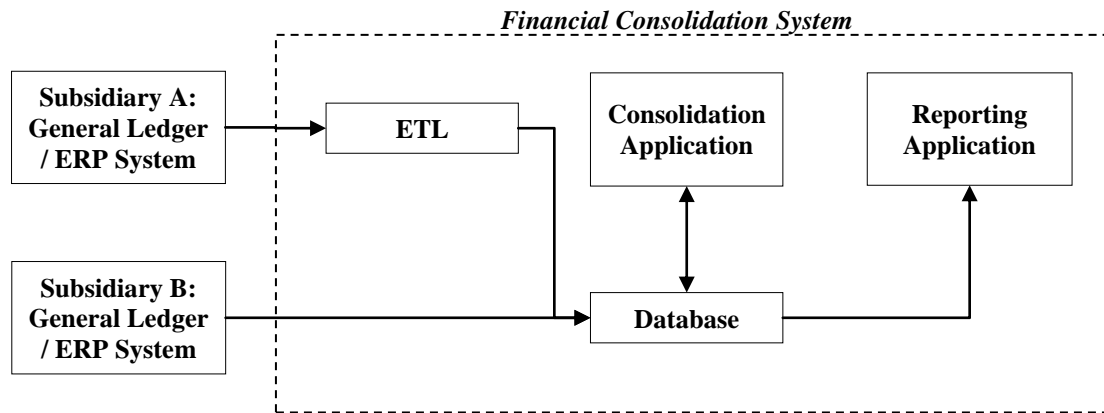 Financial Consolidation System
Subsidiary A:
General Ledger
/ ERP System
ETL
Consolidation
Application
Reporting
Application
Subsidiary B:
General Ledger
/ ERP System
Database